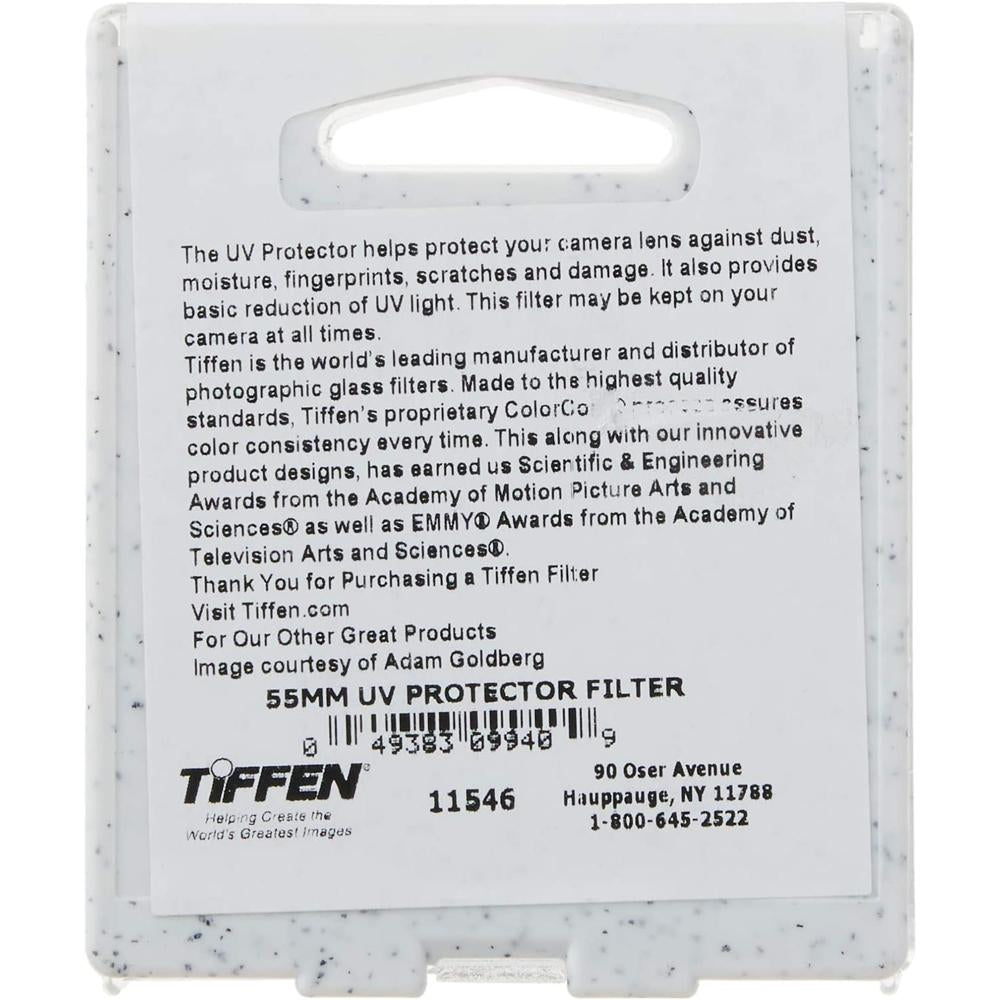 The UV Protector helps protect your camera lens against dust,
moisture, fingerprints, scratches and damage. It also provides
basic reduction of UV light. This filter may be kept on your
camera at all times.
Tiffen is the world's leading manufacturer and distributor of
photographic glass filters. Made to the highest quality
standards, Tiffen's proprietary
color consistency every time. This along with our innovative
product designs, has earned us Scientific & Engineering
Awards from the Academy of Motion Picture Arts and
Sciences® as well as EMMY® Awards from the Academy of
Television Arts and Sciences®.
Thank You for Purchasing a Tiffen Filter
Visit Tiffen.com
For Our Other Great Products
Image courtesy of Adam Goldberg
55MM UV PROTECTOR FILTER
0 49383 09940 9
TIFFEN®
Helping Create the
World's Greatest Images
11546
90 Oser Avenue
Hauppauge, NY 11788
1-800-645-2522